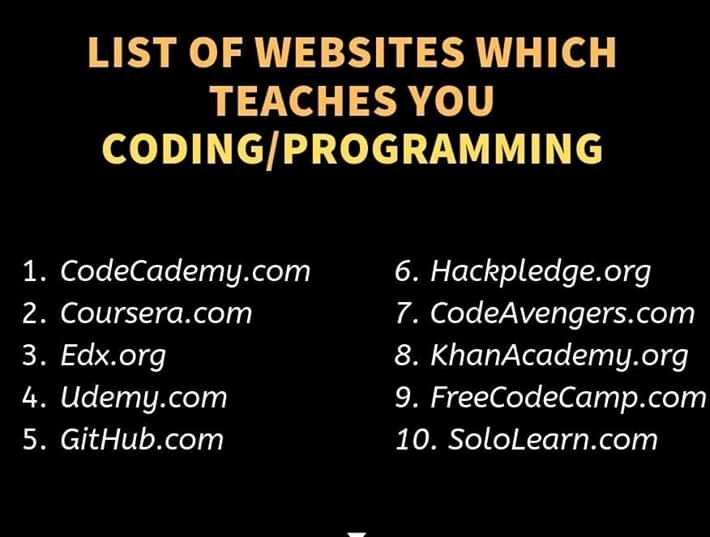 LIST OF WEBSITES WHICH
TEACHES YOU
CODING/PROGRAMMING
1. CodeCademy.com
2. Coursera.com
3. Edx.org
4. Udemy.com
5. GitHub.com
6. Hackpledge.org
7. CodeAvengers.com
8. KhanAcademy.org
9. FreeCodeCamp.com
10. SoloLearn.com